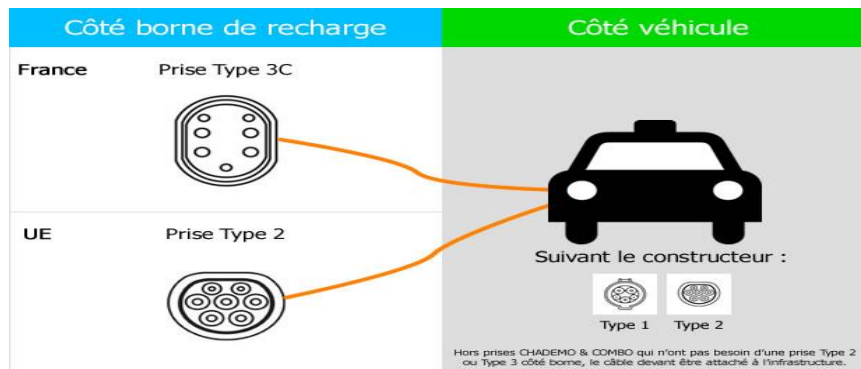 Côté borne de recharge
Côté véhicule
France
Prise Type 3C
UE
Prise Type 2
Suivant le constructeur :
Type 1
Type 2
Hors prises CHADEMO & COMBO qui n'ont pas besoin d'une prise Type 2
ou Type 3 côté borne, le câble devant être attaché à l'infrastructure.